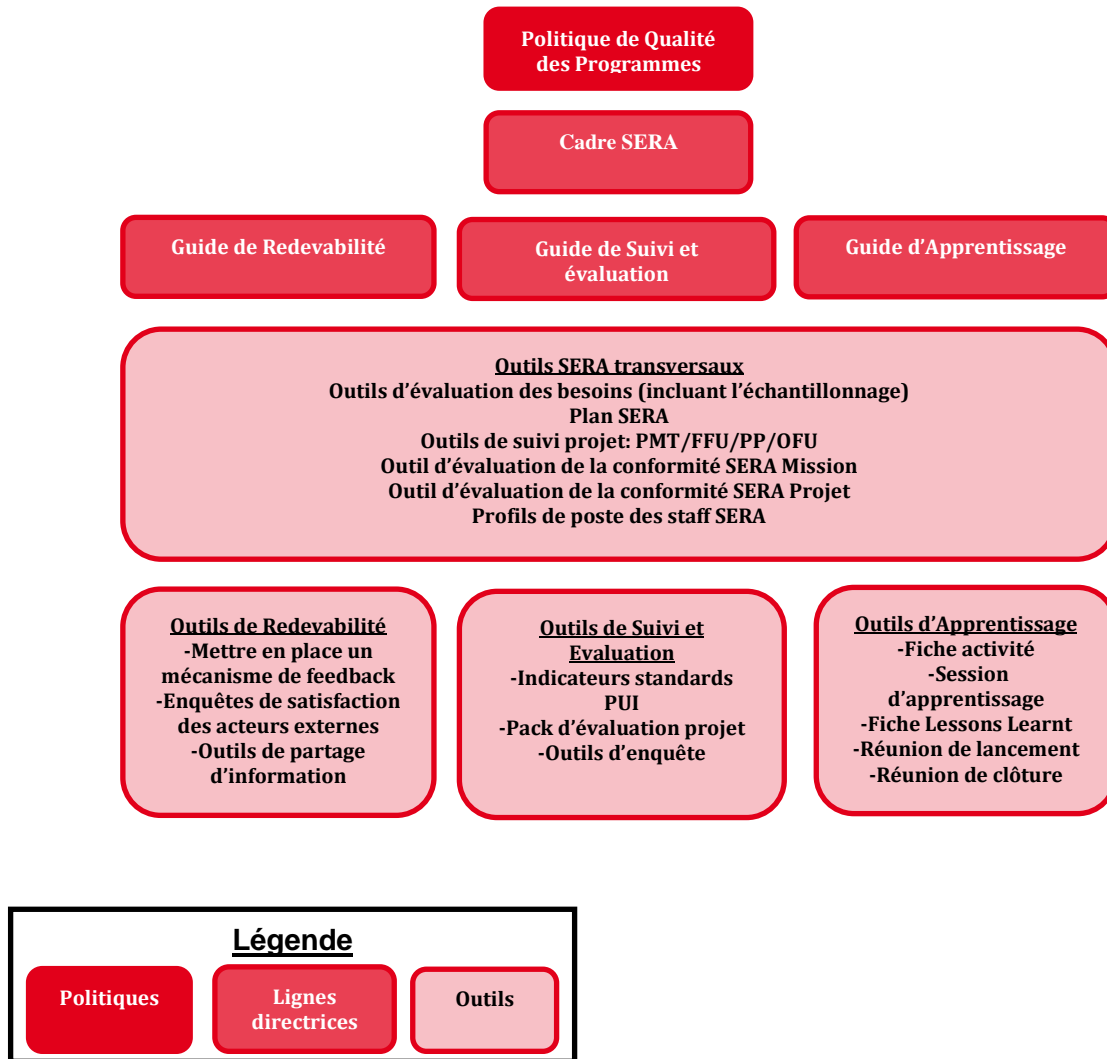 Politique de Qualité
des Programmes
Cadre SERA
Guide de Redevabilité
Guide de Suivi et
évaluation
Guide d’Apprentissage
Outils SERA transversaux
Outils d’évaluation des besoins (incluant l’échantillonnage)
Plan SERA
Outils de suivi projet: PMT/FFU/PP/OFU
Outil d’évaluation de la conformité SERA Mission
Outil d’évaluation de la conformité SERA Projet
Profils de poste des staff SERA
Outils de Redevabilité
-Mettre en place un
mécanisme de feedback
-Enquêtes de satisfaction
des acteurs externes
-Outils de partage
d’information
Outils de Suivi et
Evaluation
-Indicateurs standards
PUI
-Pack d’évaluation projet
-Outils d’enquête
Outils d’Apprentissage
-Fiche activité
-Session
d’apprentissage
-Fiche Lessons Learnt
-Réunion de lancement
-Réunion de clôture
Légende
Politiques
Lignes
directrices
Outils